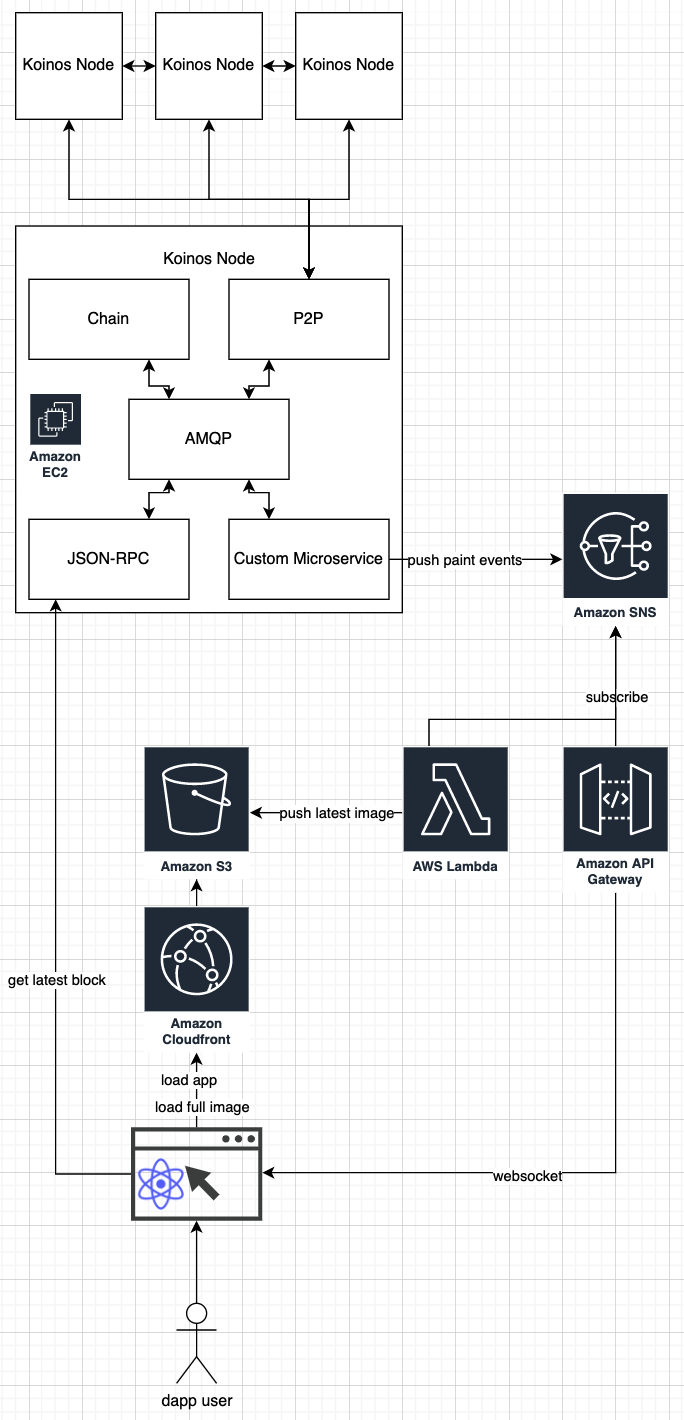 Koinos Node
Koinos Node
Koinos Node
Koinos Node
Chain
P2P
AMQP
Amazon
EC2
JSON-RPC
Custom Microservice
push paint events
Amazon SNS
subscribe
push latest image
Amazon S3
AWS Lambda
Amazon API
Gateway
get latest block
Amazon
Cloudfront
load app
load full image
websocket
dapp user